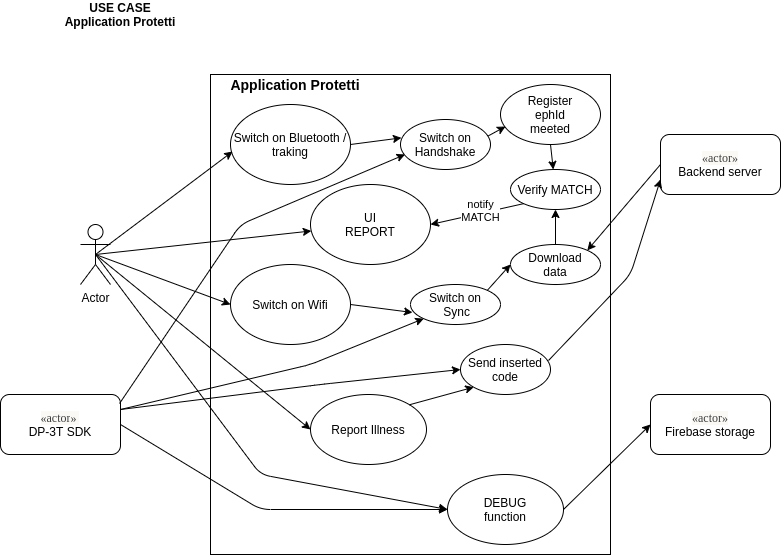 USE CASE
Application Protetti
Application Protetti
Register
ephId
meeted
Switch on Bluetooth /
traking
Switch on
Handshake
«actor»
Backend server
Verify MATCH
notify
MATCH
UI
REPORT
Download
data
Actor
Switch on Wifi
Switch on
Sync
Send inserted
code
«actor»
DP-3T SDK
Report Illness
«actor»
Firebase storage
DEBUG
function